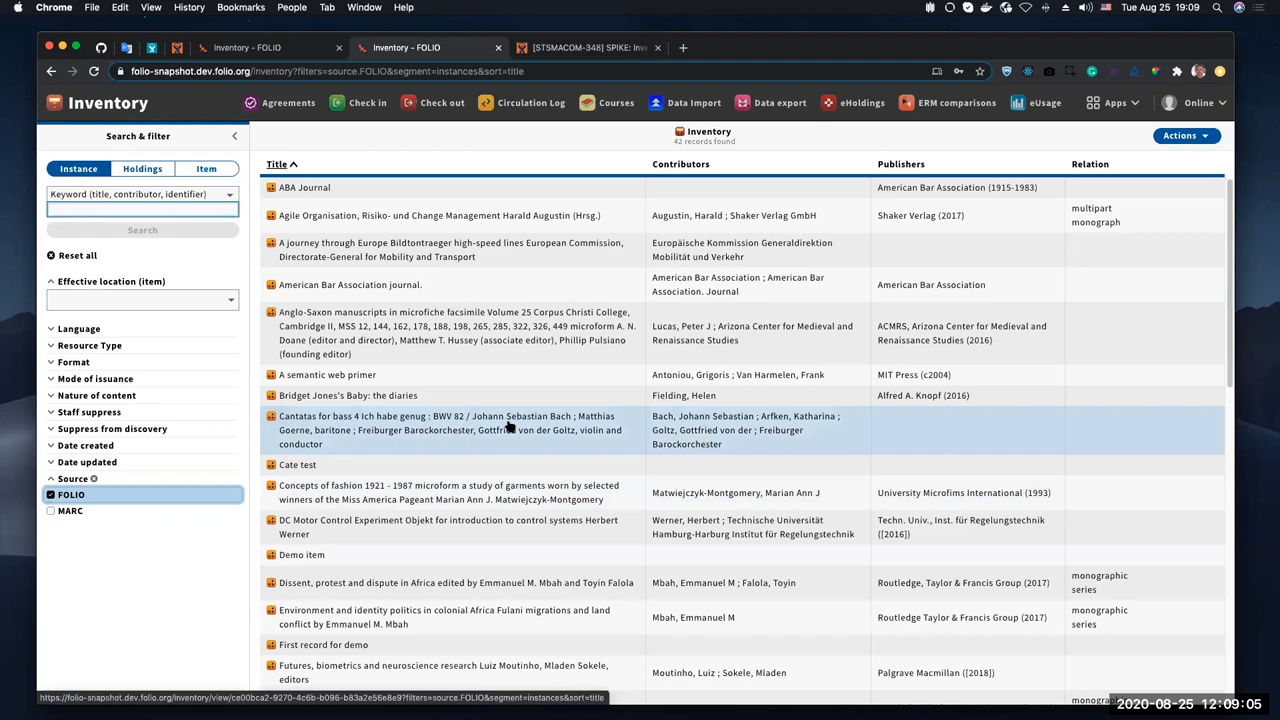 Chrome File Edit View History Bookmarks People Tab Window Help Tue Aug 25 19:09
Inventory - FOLIO Inventory - FOLIO [STSMACOM-348] SPIKE: Inv
folio-snapshot.dev.folio.org/inventory?filters=source.FOLIO&segment=instances&sort=title
Inventory Agreements Check in Check out Circulation Log Courses Data Import Data export eHoldings ERM comparisons eUsage Apps Online
Search & filter
Inventory
42 records found
Actions
Instance Holdings Item
Keyword (title, contributor, identifier)
Search
Reset all
Effective location (item)
Language
Resource Type
Format
Mode of issuance
Nature of content
Staff suppress
Suppress from discovery
Date created
Date updated
Source
FOLIO
MARC
Title Contributors Publishers Relation
ABA Journal American Bar Association (1915-1983)
Agile Organisation, Risiko- und Change Management Harald Augustin (Hrsg.) Augustin, Harald ; Shaker Verlag GmbH Shaker Verlag (2017) multipart
monograph
A journey through Europe Bildtontraeger high-speed lines European Commission, Europäische Kommission Generaldirektion
Directorate-General for Mobility and Transport Mobilität und Verkehr
American Bar Association journal. American Bar Association ; American Bar American Bar Association
Association. Journal
Anglo-Saxon manuscripts in microfiche facsimile Volume 25 Corpus Christi College,
Cambridge II, MSS 12, 144, 162, 178, 188, 198, 265, 285, 322, 326, 449 microform A. N. Lucas, Peter J ; Arizona Center for Medieval and ACMRS, Arizona Center for Medieval and
Doane (editor and director), Matthew T. Hussey (associate editor), Phillip Pulsiano Renaissance Studies Renaissance Studies (2016)
(founding editor)
A semantic web primer Antoniou, Grigoris ; Van Harmelen, Frank MIT Press (c2004)
Bridget Jones's Baby: the diaries Fielding, Helen Alfred A. Knopf (2016)
Cantatas for bass 4 Ich habe genug : BWV 82 / Johann Sebastian Bach ; Matthias Bach, Johann Sebastian ; Arfken, Katharina ;
Goerne, baritone ; Freiburger Barockorchester, Gottfried von der Goltz, violin and Goltz, Gottfried von der ; Freiburger
conductor Barockorchester
Cate test
Concepts of fashion 1921 - 1987 microform a study of garments worn by selected Matwiejczyk-Montgomery, Marian Ann J University Microfims International (1993)
winners of the Miss America Pageant Marian Ann J. Matwiejczyk-Montgomery
DC Motor Control Experiment Objekt for introduction to control systems Herbert Werner, Herbert ; Technische Universität Techn. Univ., Inst. für Regelungstechnik
Werner Hamburg-Harburg Institut für Regelungstechnik ([2016])
Demo item
Dissent, protest and dispute in Africa edited by Emmanuel M. Mbah and Toyin Falola Mbah, Emmanuel M ; Falola, Toyin Routledge, Taylor & Francis Group (2017) monographic
series
Environment and identity politics in colonial Africa Fulani migrations and land Mbah, Emmanuel M Routledge Taylor & Francis Group (2017) monographic
conflict by Emmanuel M. Mbah series
First record for demo
Futures, biometrics and neuroscience research Luiz Moutinho, Mladen Sokele, Moutinho, Luiz ; Sokele, Mladen Palgrave Macmillan ([2018])
editors
https://folio-snapshot.dev.folio.org/inventory/view/ce00bca2-9270-4c6b-b096-b83a2e56e8e9?filters=source.FOLIO&segment=instances&sort=title
2020-08-25 12:09:05